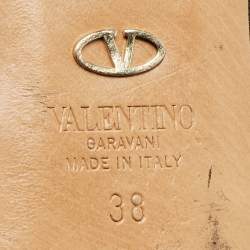 V
VALENTINO
GARAVANI
MADE IN ITALY
38